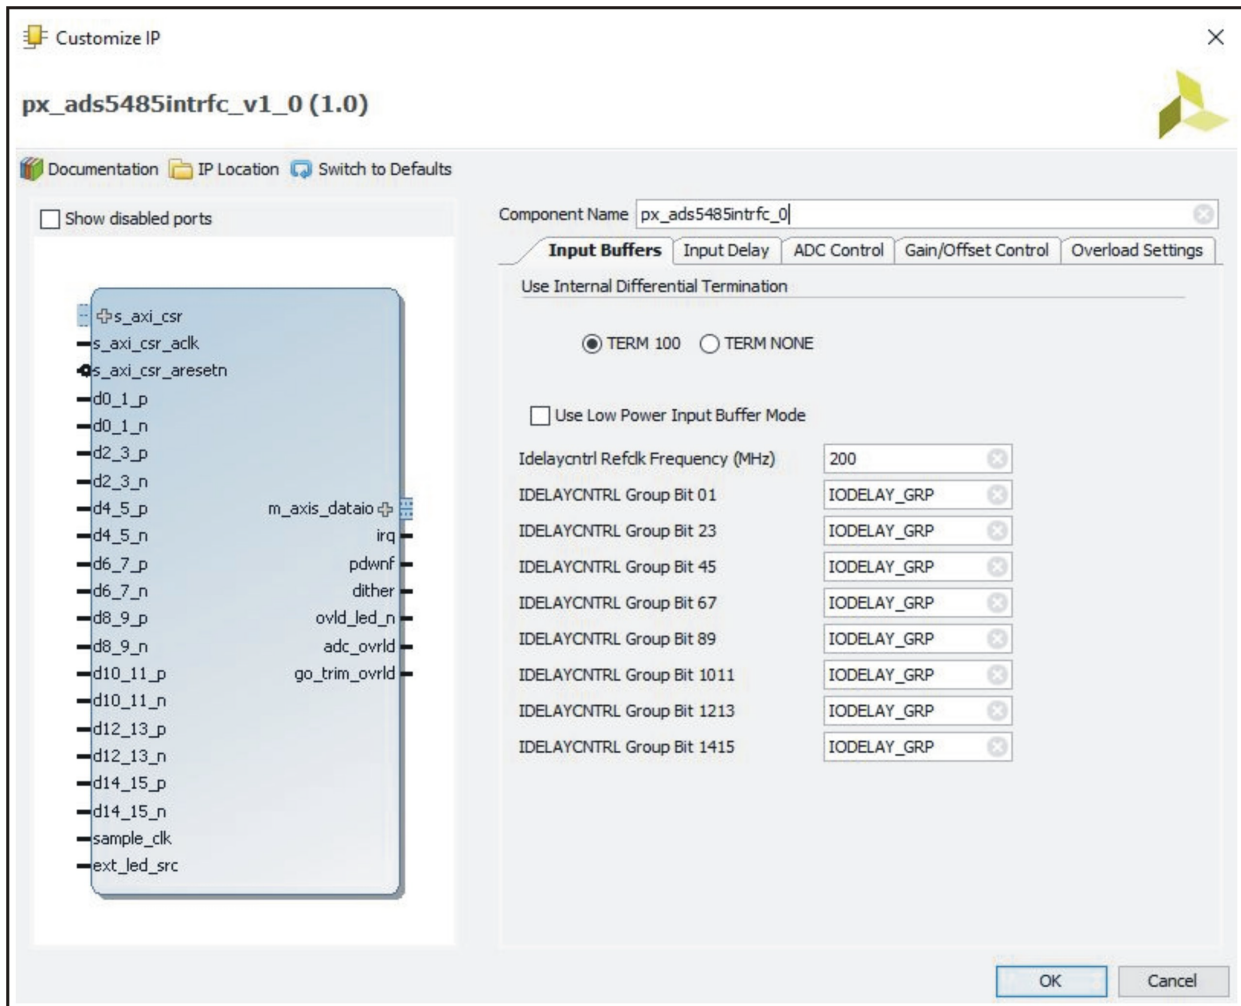 Customize IP
px_ads5485intrfc_v1_0 (1.0)
Documentation IP Location Switch to Defaults
Show disabled ports
s_axi_csr
s_axi_csr_aclk
s_axi_csr_aresetn
d0_1_p
d0_1_n
d2_3_p
d2_3_n
d4_5_p
d4_5_n
d6_7_p
d6_7_n
d8_9_p
d8_9_n
d10_11_p
d10_11_n
d12_13_p
d12_13_n
d14_15_p
d14_15_n
sample_clk
ext_led_src
m_axis_dataio
irq
pdwnf
dither
ovld_led_n
adc_ovrld
go_trim_ovrld
Component Name px_ads5485intrfc_0
Input Buffers Input Delay ADC Control Gain/Offset Control Overload Settings
Use Internal Differential Termination
TERM 100 TERM NONE
Use Low Power Input Buffer Mode
Idelaycntrl Refclk Frequency (MHz) 200
IDELAYCNTRL Group Bit 01 IODELAY_GRP
IDELAYCNTRL Group Bit 23 IODELAY_GRP
IDELAYCNTRL Group Bit 45 IODELAY_GRP
IDELAYCNTRL Group Bit 67 IODELAY_GRP
IDELAYCNTRL Group Bit 89 IODELAY_GRP
IDELAYCNTRL Group Bit 1011 IODELAY_GRP
IDELAYCNTRL Group Bit 1213 IODELAY_GRP
IDELAYCNTRL Group Bit 1415 IODELAY_GRP
OK Cancel